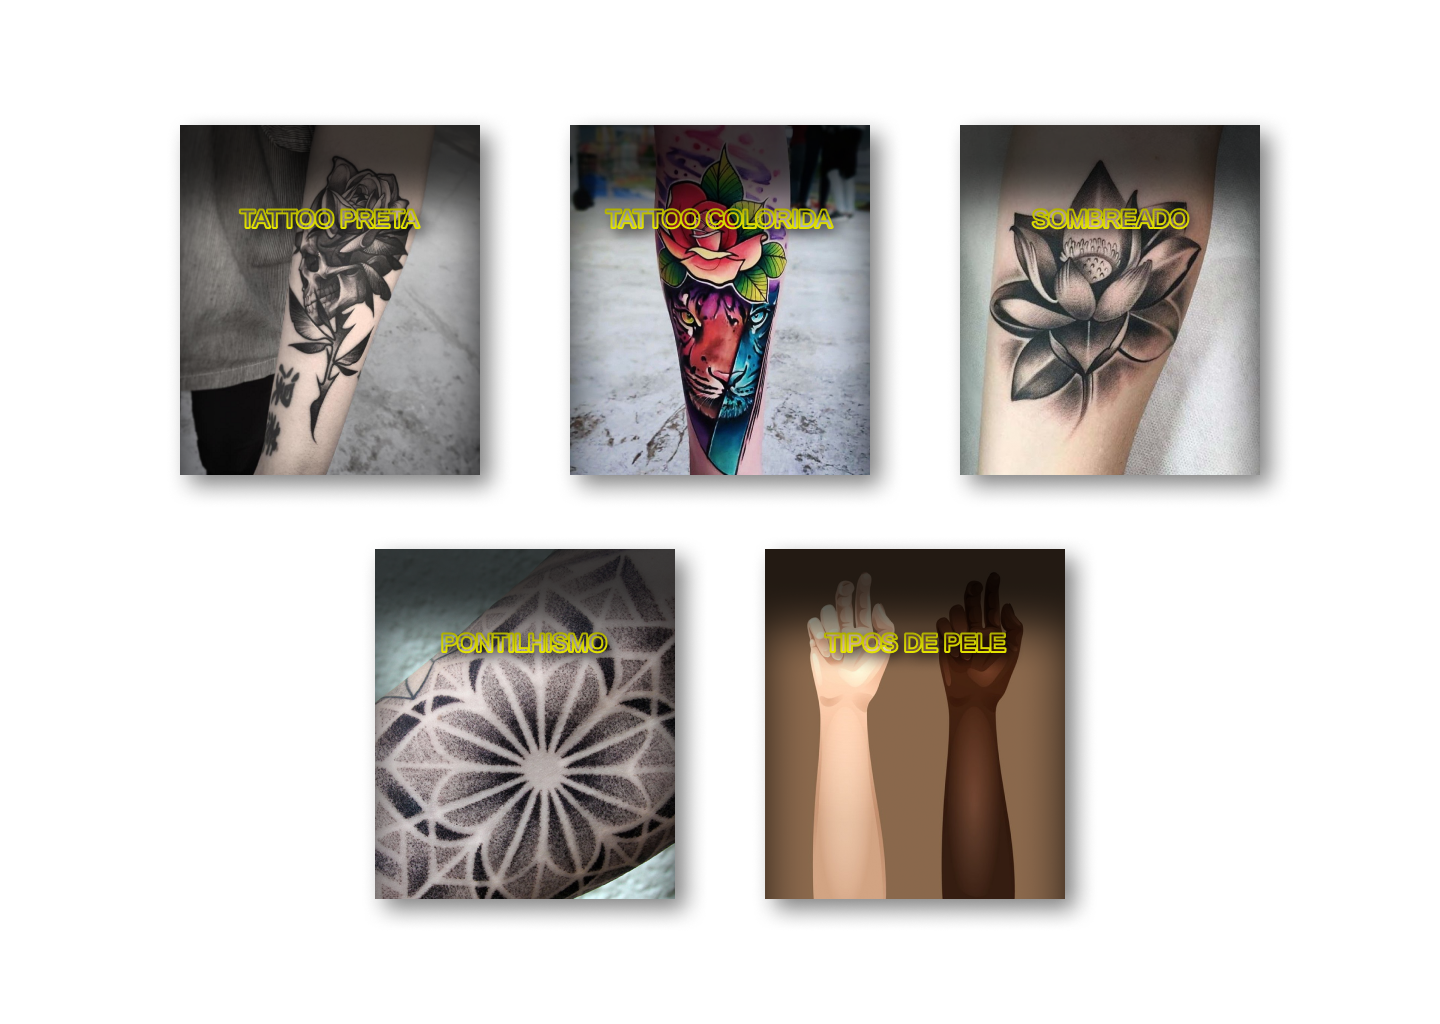 TATTOO PRETA
TATTOO COLORIDA
SOMBREADO
PONTILHISMO
TIPOS DE PELE